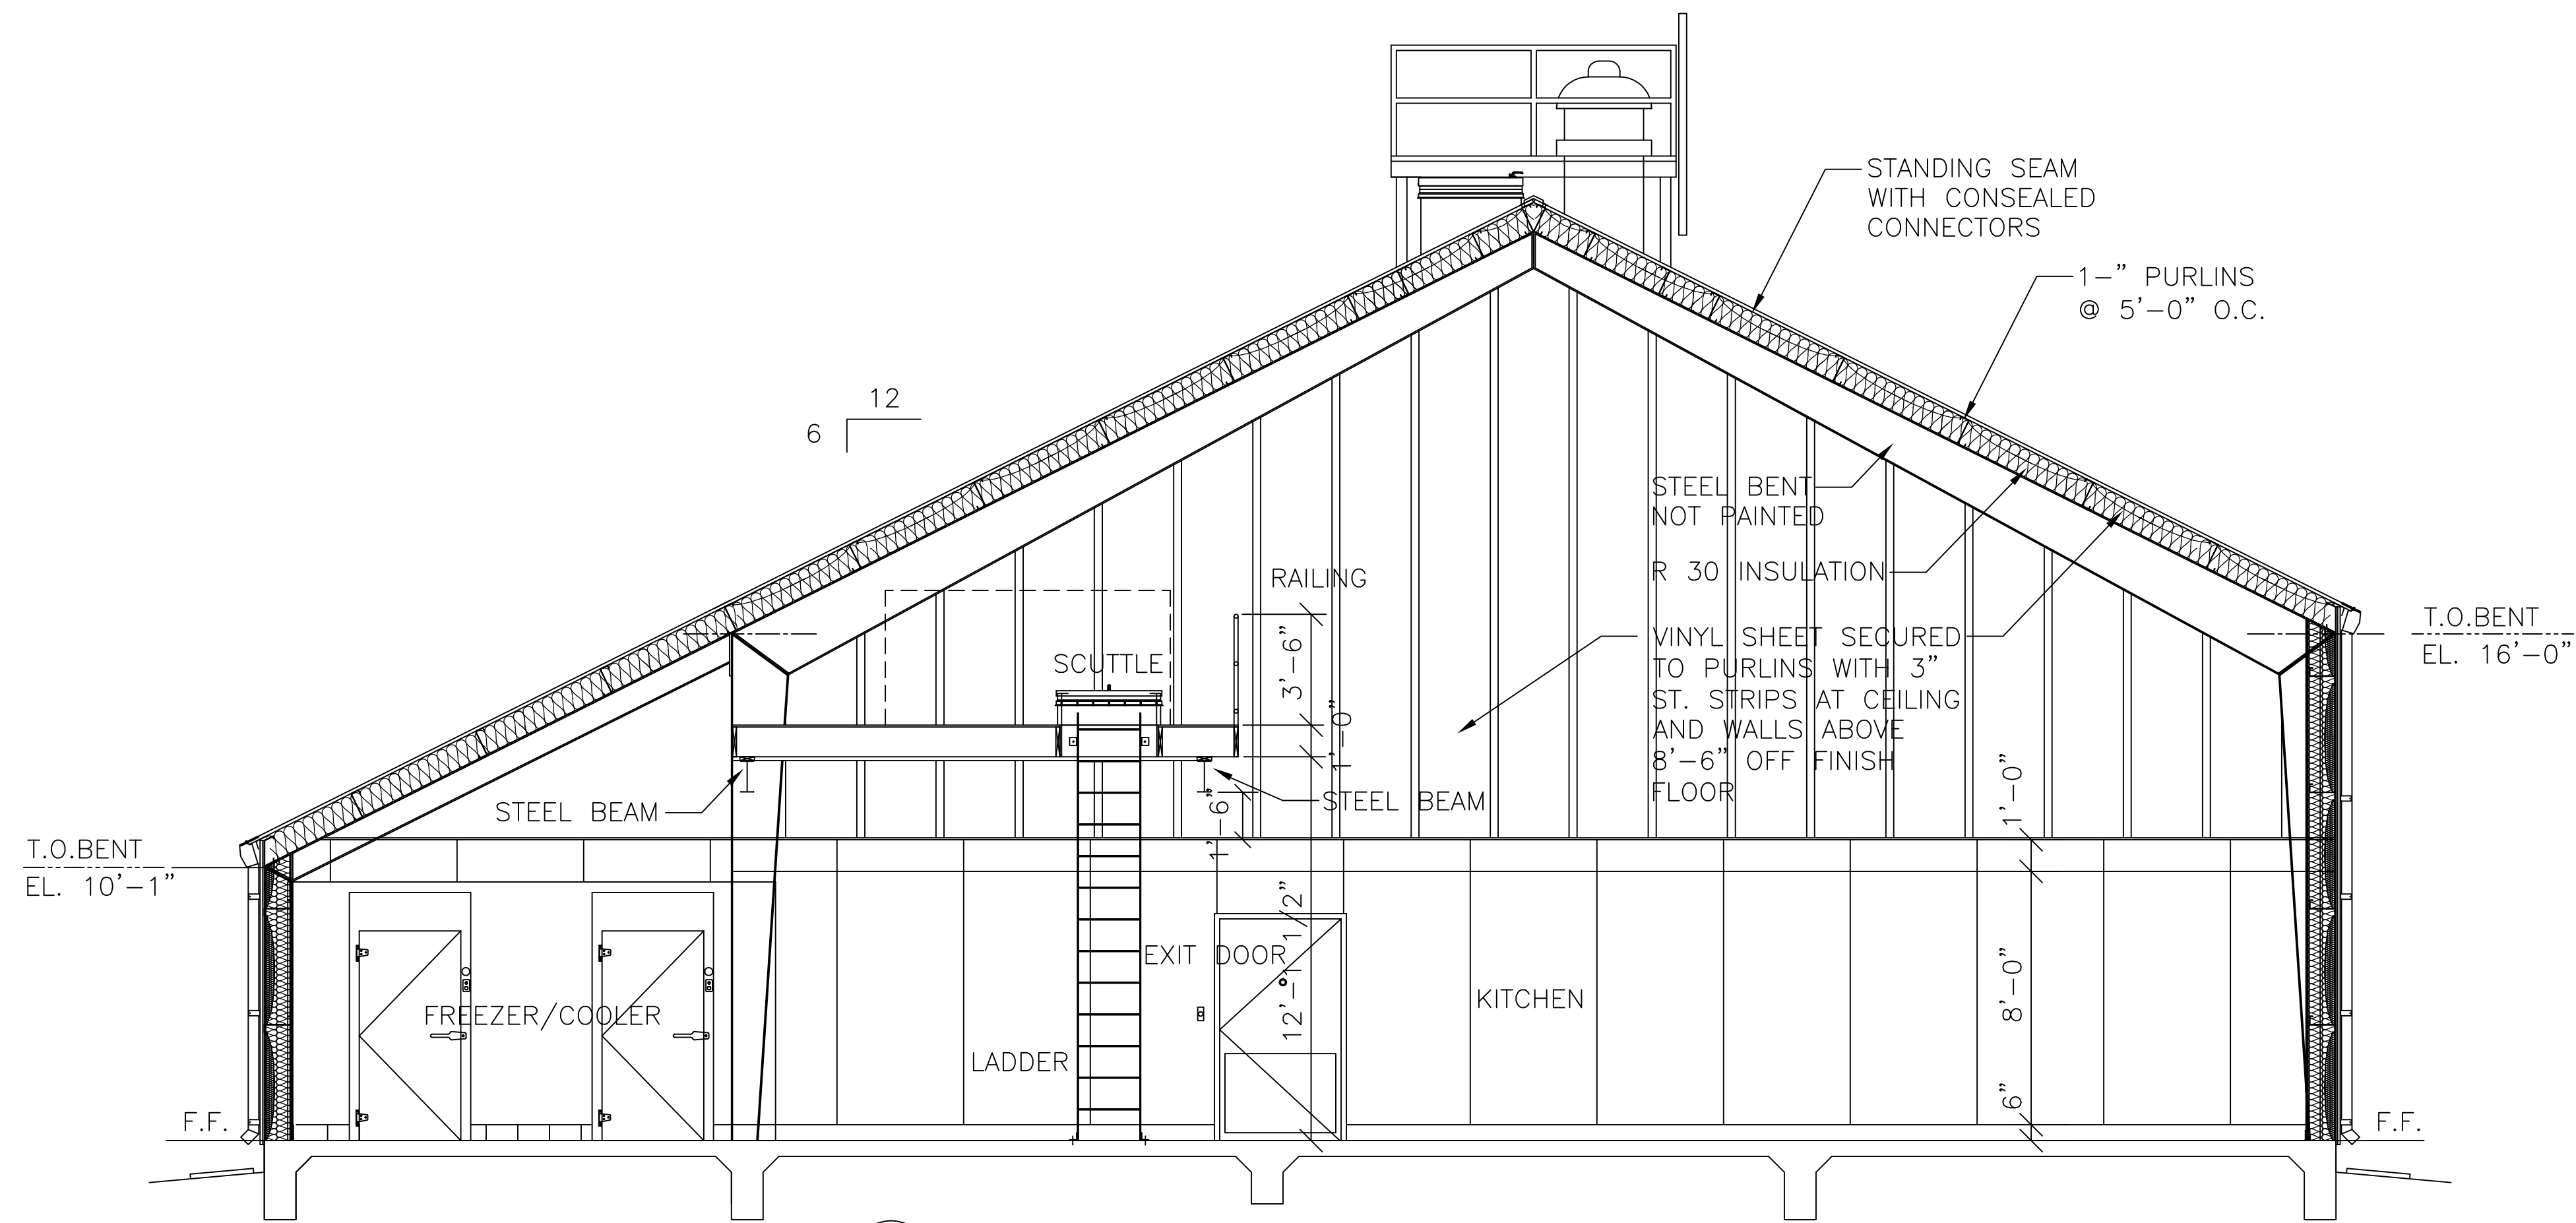 STANDING SEAM
WITH CONSEALED
CONNECTORS
1-” PURLINS
@ 5’-0” O.C.
12
6
STEEL BENT
NOT PAINTED
R 30 INSULATION
RAILING
3’-6”
1’-0”
SCUTTLE
VINYL SHEET SECURED
TO PURLINS WITH 3”
ST. STRIPS AT CEILING
AND WALLS ABOVE
8’-6” OFF FINISH
FLOOR
T.O.BENT
EL. 16’-0”
STEEL BEAM
STEEL BEAM
1’-6”
1’-0”
T.O.BENT
EL. 10’-1”
12’-1 1/2”
EXIT DOOR
FREEZER/COOLER
KITCHEN
8’-0”
LADDER
6”
F.F.
F.F.